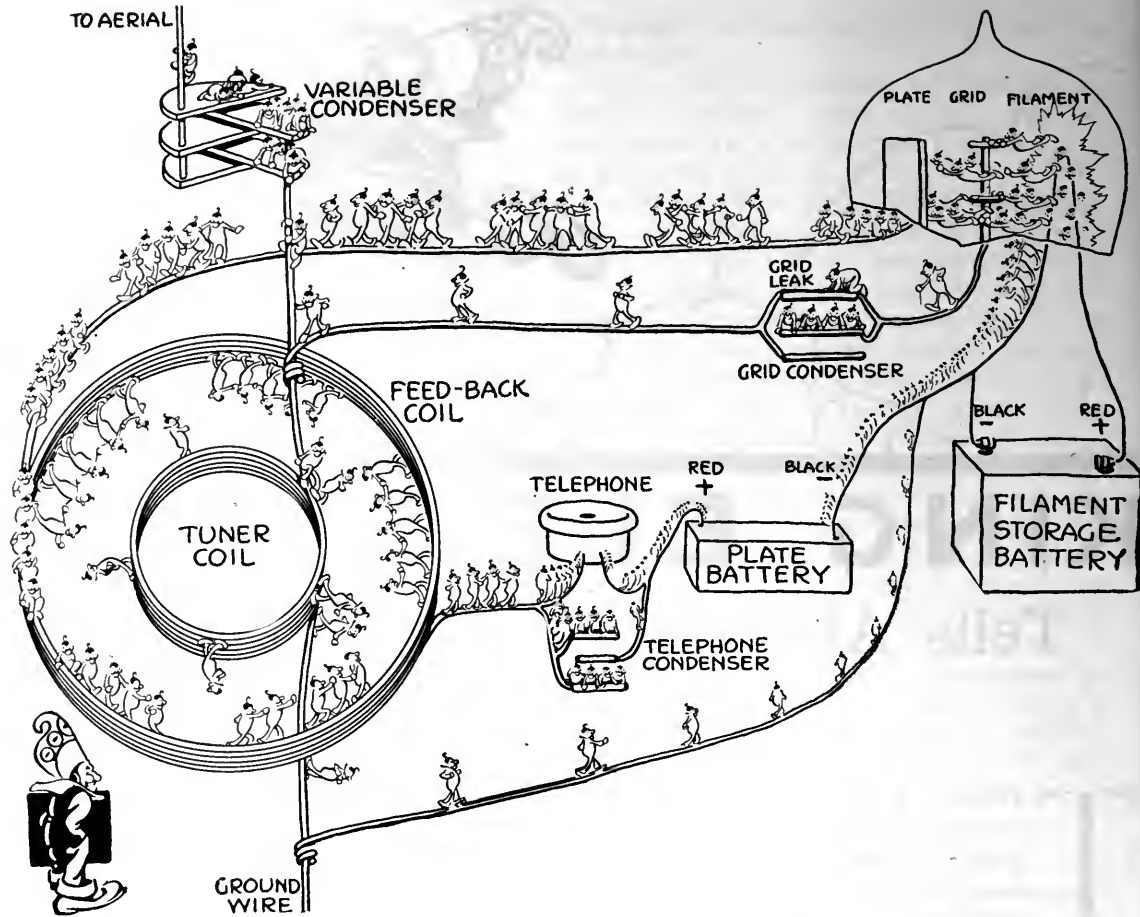 TO AERIAL
VARIABLE
CONDENSER
PLATE GRID FILAMENT
GRID
LEAK
GRID CONDENSER
FEED-BACK
COIL
BLACK
-
RED
+
TELEPHONE
RED
+
BLACK
-
TUNER
COIL
PLATE
BATTERY
FILAMENT
STORAGE
BATTERY
TELEPHONE
CONDENSER
GROUND
WIRE